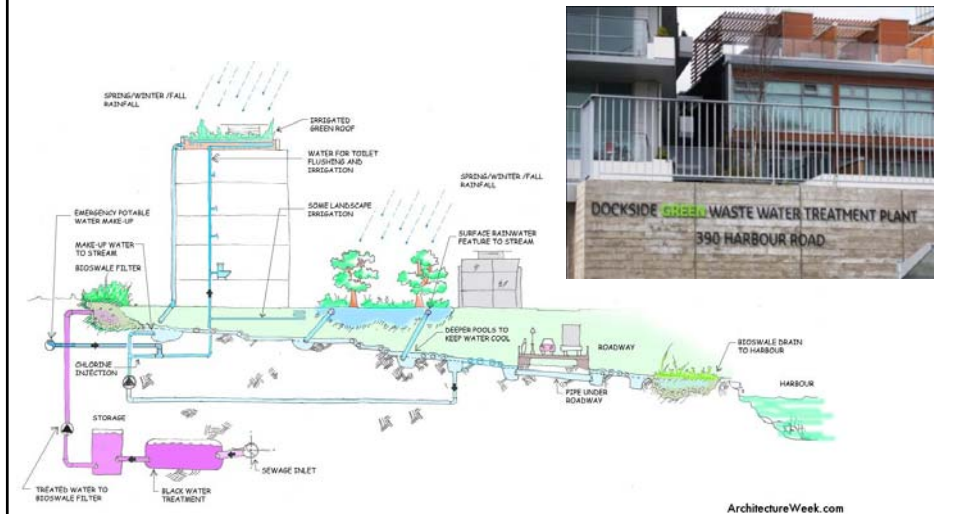 SPRING/WINTER /FALL
RAINFALL
IRRIGATED
GREEN ROOF
WATER FOR TOILET
FLUSHING AND
IRRIGATION
SPRING/WINTER /FALL
RAINFALL
EMERGENCY POTABLE
WATER MAKE-UP
SOME LANDSCAPE
IRRIGATION
SURFACE RAINWATER
FEATURE TO STREAM
MAKE-UP WATER
TO STREAM
BIOSWALE FILTER
DEEPER POOLS TO
KEEP WATER COOL
ROADWAY
BIOSWALE DRAIN
TO HARBOUR
CHLORINE
INJECTION
HARBOUR
PIPE UNDER
ROADWAY
STORAGE
SEWAGE INLET
TREATED WATER TO
BIOSWALE FILTER
BLACK WATER
TREATMENT
DOCKSIDE GREEN WASTE WATER TREATMENT PLANT
390 HARBOUR ROAD
ArchitectureWeek.com